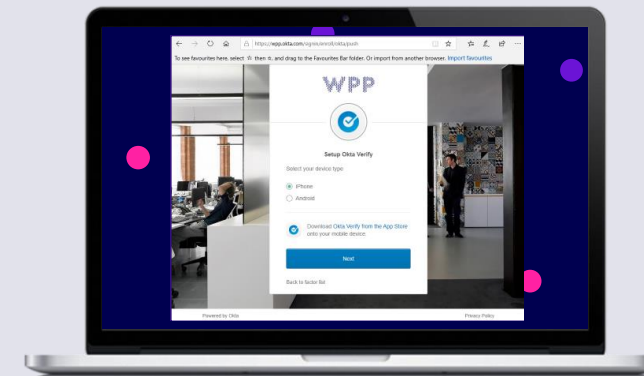 https://wpp.okta.com/signin/enroll/okta/push
To see favourites here, select ☆ then ☆, and drag to the Favourites Bar folder. Or import from another browser. Import favourites
WPP
Setup Okta Verify
Select your device type
iPhone
Android
Download Okta Verify from the App Store
onto your mobile device.
Next
Back to factor list
Powered by Okta Privacy Policy